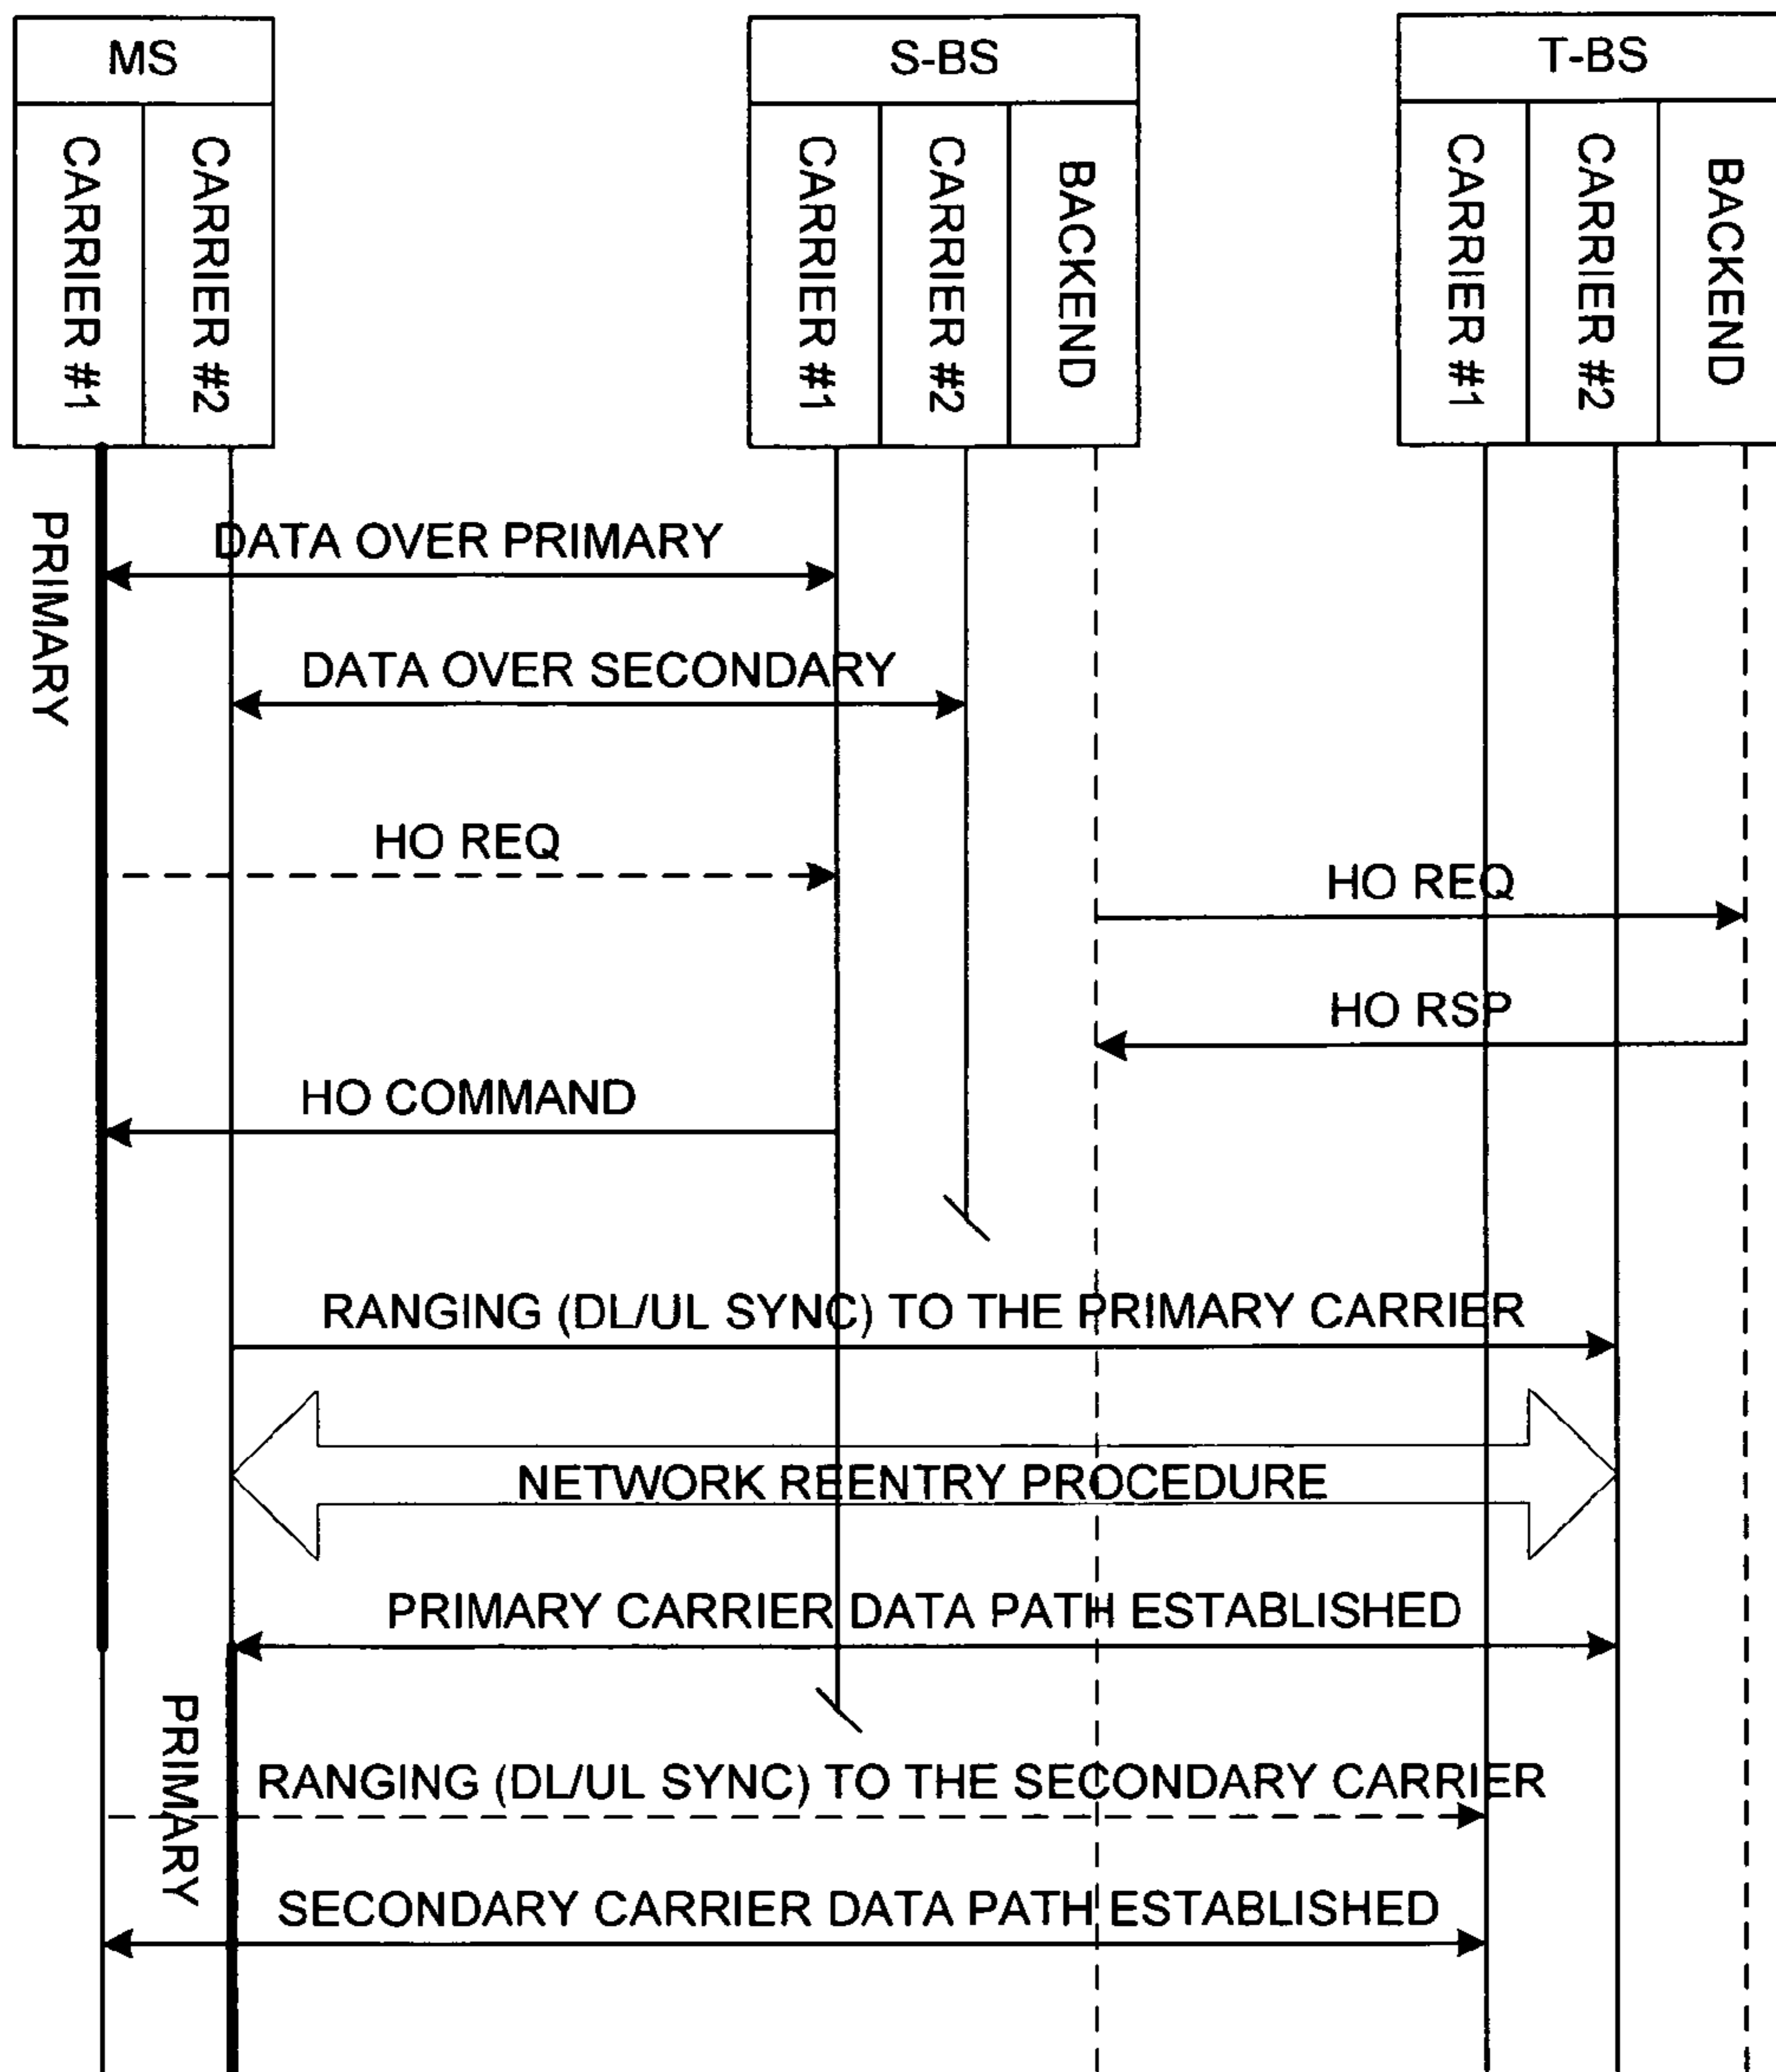 MS
S-BS
T-BS
CARRIER #1
CARRIER #2
CARRIER #1
CARRIER #2
BACKEND
CARRIER #1
CARRIER #2
BACKEND
PRIMARY
DATA OVER PRIMARY
DATA OVER SECONDARY
HO REQ
HO REQ
HO RSP
HO COMMAND
RANGING (DL/UL SYNC) TO THE PRIMARY CARRIER
NETWORK REENTRY PROCEDURE
PRIMARY CARRIER DATA PATH ESTABLISHED
PRIMARY
RANGING (DL/UL SYNC) TO THE SECONDARY CARRIER
SECONDARY CARRIER DATA PATH ESTABLISHED